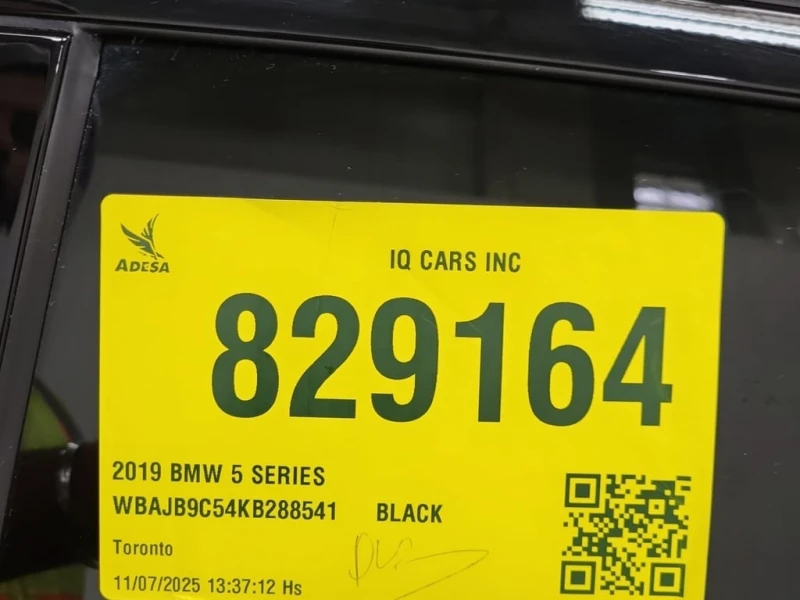 ADESA
IQ CARS INC
829164
2019 BMW 5 SERIES
WBAJB9C54KB288541 BLACK
Toronto
11/07/2025 13:37:12 Hs